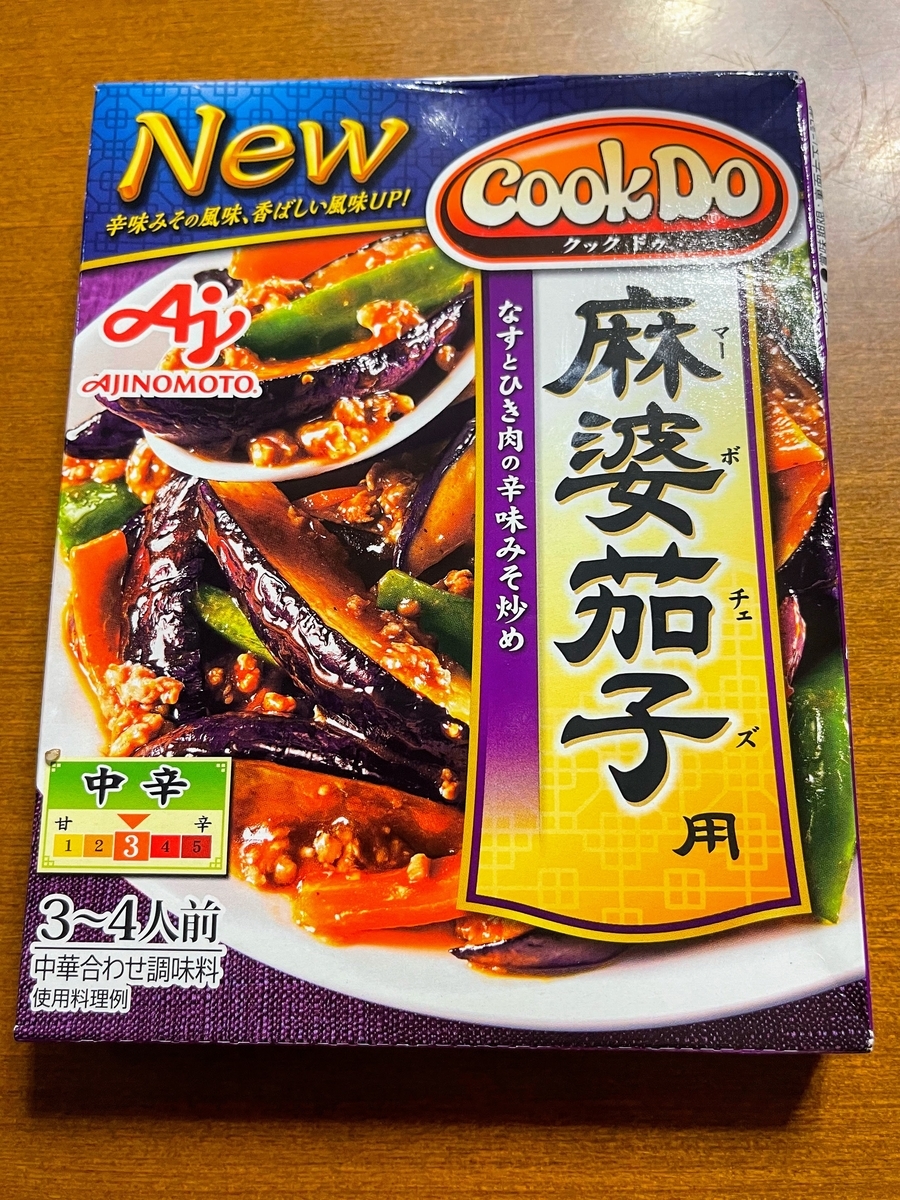 New
辛味みその風味、香ばしい風味UP!
CookDo
クック ドゥ
Aj
AJINOMOTO
なすとひき肉の辛味みそ炒め
麻婆茄子用
マー ボ チェ ズ
中辛
甘 辛
1 2 3 4 5
3〜4人前
中華合わせ調味料
使用料理例